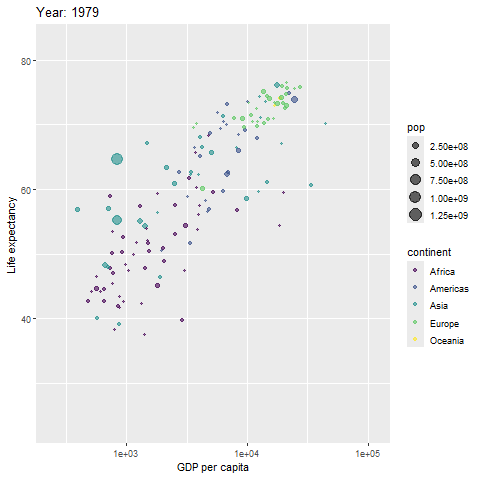 Year: 1979
80
60
40
Life expectancy
1e+03
1e+04
1e+05
GDP per capita
pop
2.50e+08
5.00e+08
7.50e+08
1.00e+09
1.25e+09
continent
Africa
Americas
Asia
Europe
Oceania